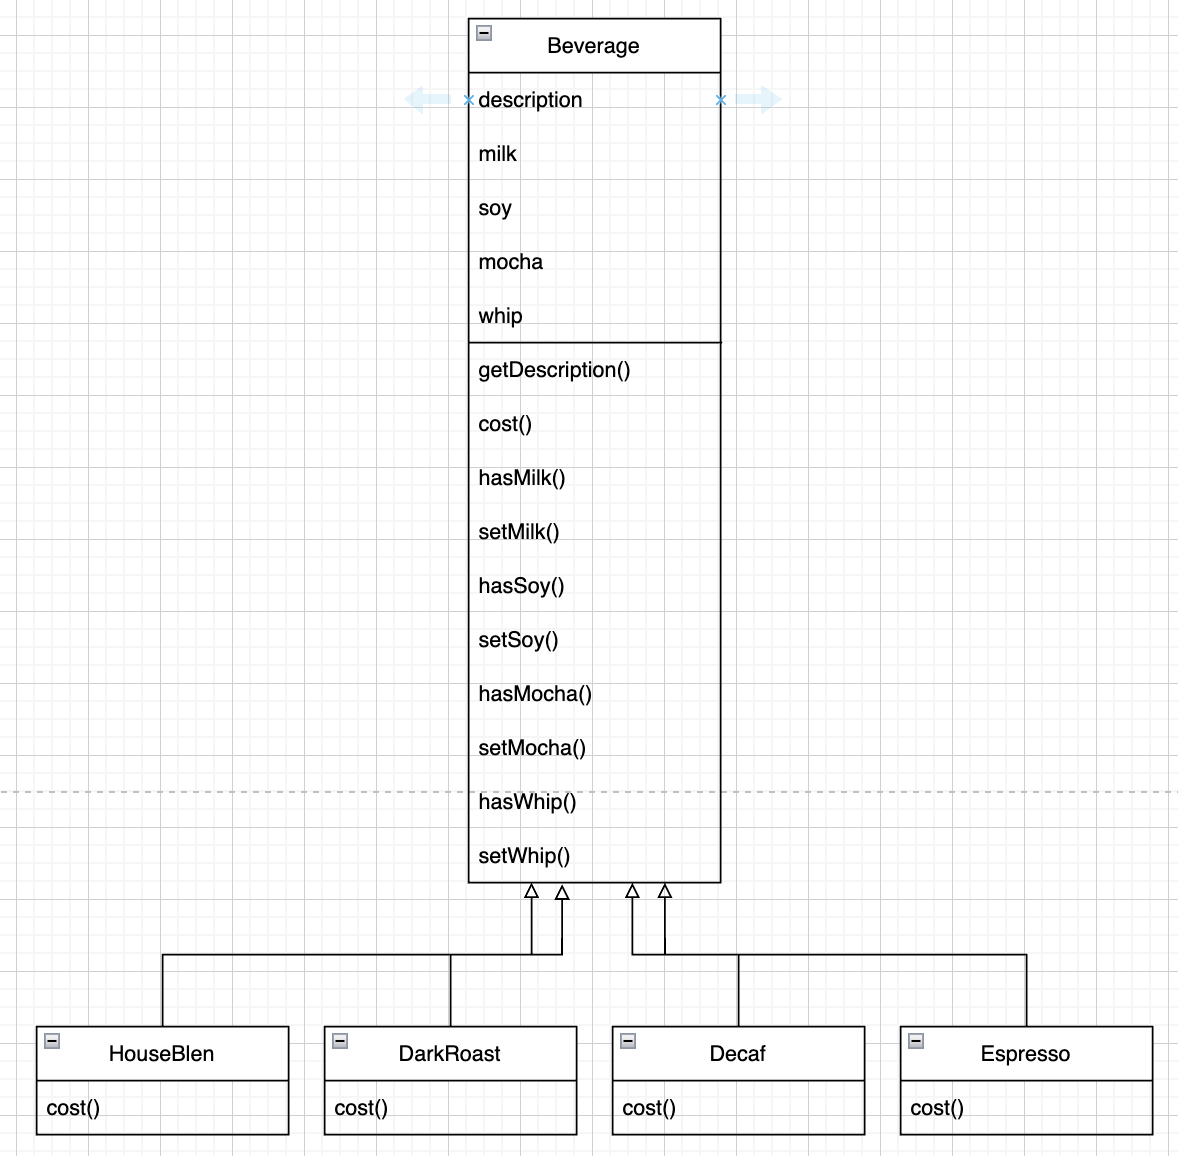 Beverage
description
milk
soy
mocha
whip
getDescription()
cost()
hasMilk()
setMilk()
hasSoy()
setSoy()
hasMocha()
setMocha()
hasWhip()
setWhip()
HouseBlen
cost()
DarkRoast
cost()
Decaf
cost()
Espresso
cost()